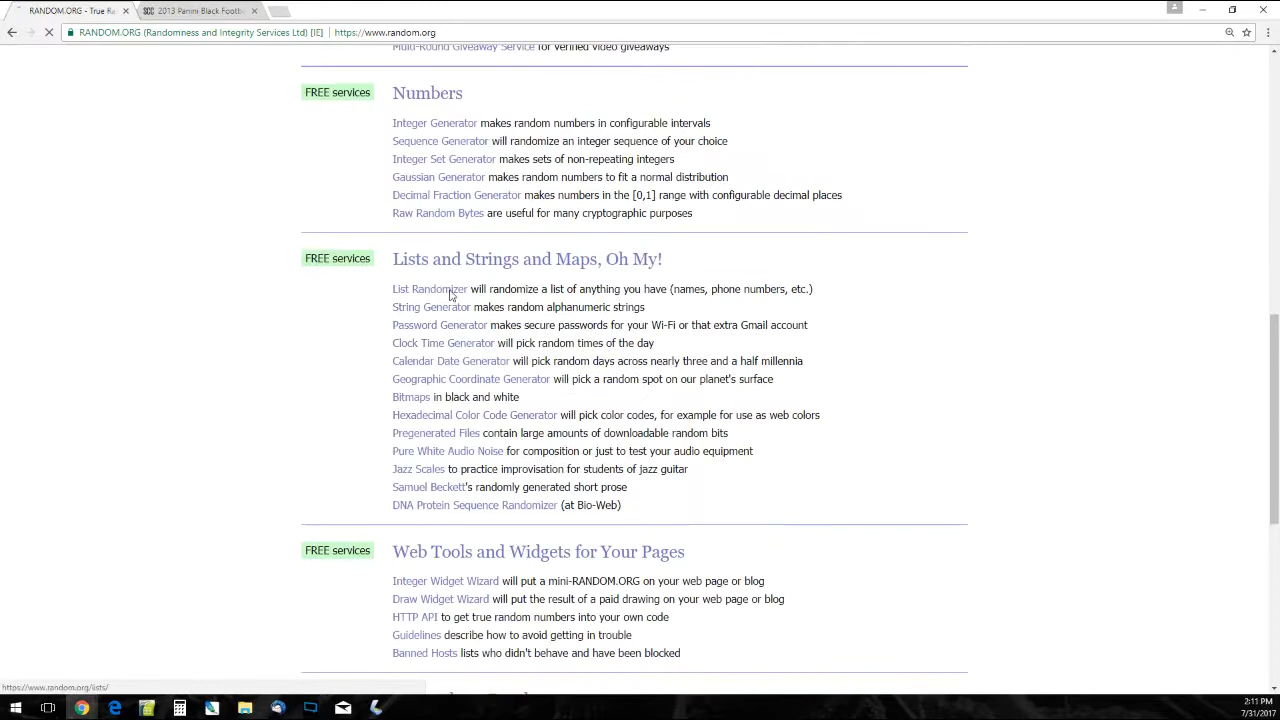 RANDOM.ORG - True Ra
2013 Panini Black Footb
RANDOM.ORG (Randomness and Integrity Services Ltd) [IE]
https://www.random.org
Multi-Round Giveaway Service for verified video giveaways
FREE services
Numbers
Integer Generator makes random numbers in configurable intervals
Sequence Generator will randomize an integer sequence of your choice
Integer Set Generator makes sets of non-repeating integers
Gaussian Generator makes random numbers to fit a normal distribution
Decimal Fraction Generator makes numbers in the [0,1] range with configurable decimal places
Raw Random Bytes are useful for many cryptographic purposes
FREE services
Lists and Strings and Maps, Oh My!
List Randomizer will randomize a list of anything you have (names, phone numbers, etc.)
String Generator makes random alphanumeric strings
Password Generator makes secure passwords for your Wi-Fi or that extra Gmail account
Clock Time Generator will pick random times of the day
Calendar Date Generator will pick random days across nearly three and a half millennia
Geographic Coordinate Generator will pick a random spot on our planet's surface
Bitmaps in black and white
Hexadecimal Color Code Generator will pick color codes, for example for use as web colors
Pregenerated Files contain large amounts of downloadable random bits
Pure White Audio Noise for composition or just to test your audio equipment
Jazz Scales to practice improvisation for students of jazz guitar
Samuel Beckett's randomly generated short prose
DNA Protein Sequence Randomizer (at Bio-Web)
FREE services
Web Tools and Widgets for Your Pages
Integer Widget Wizard will put a mini-RANDOM.ORG on your web page or blog
Draw Widget Wizard will put the result of a paid drawing on your web page or blog
HTTP API to get true random numbers into your own code
Guidelines describe how to avoid getting in trouble
Banned Hosts lists who didn't behave and have been blocked
https://www.random.org/lists/
2:11 PM
7/31/2017